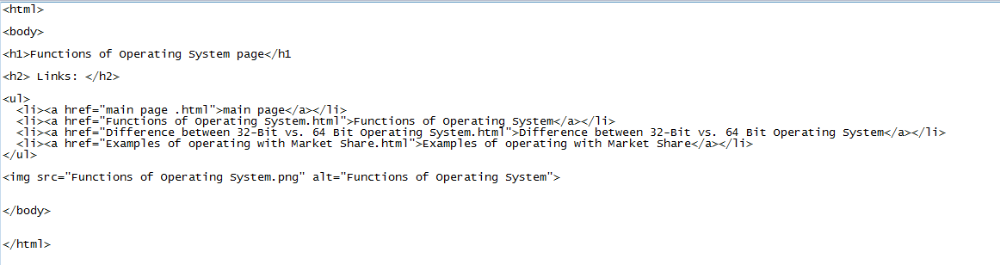 <html>
<body>
<h1>Functions of Operating System page</h1
<h2> Links: </h2>
<ul>
<li><a href="main page .html">main page</a></li>
<li><a href="Functions of Operating System.html">Functions of Operating System</a></li>
<li><a href="Difference between 32-Bit vs. 64 Bit Operating System.html">Difference between 32-Bit vs. 64 Bit Operating System</a></li>
<li><a href="Examples of operating with Market Share.html">Examples of operating with Market Share</a></li>
</ul>
<img src="Functions of Operating System.png" alt="Functions of Operating System">
</body>
</html>